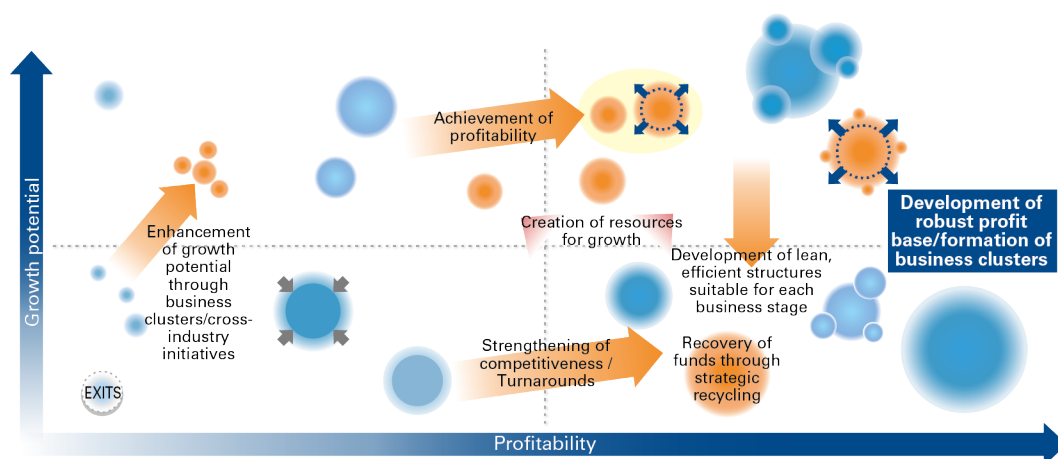 Growth potential
Achievement of
profitability
Enhancement
of growth
potential
through
business
clusters/cross-
industry
initiatives
EXITS
Creation of resources
for growth
Development of lean,
efficient structures
suitable for each
business stage
Development of
robust profit
base/formation of
business clusters
Strengthening of
competitiveness /
Turnarounds
Recovery of
funds through
strategic
recycling
Profitability